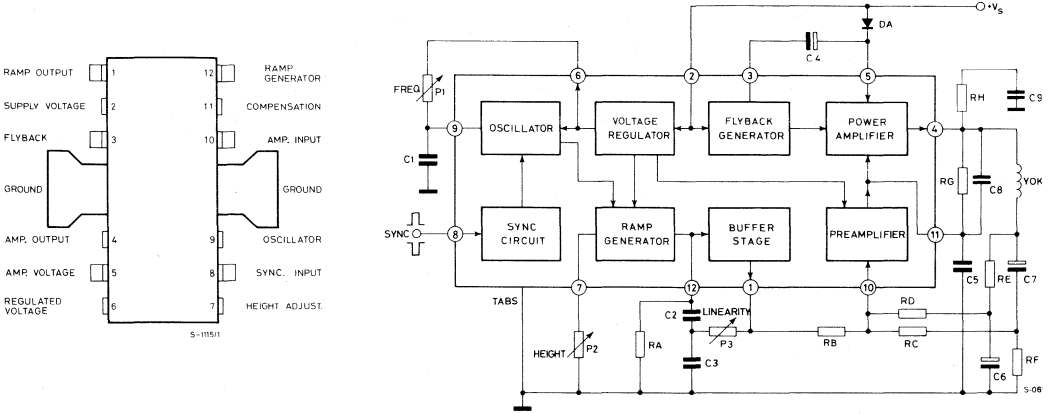 RAMP OUTPUT
1
12
RAMP
GENERATOR
SUPPLY VOLTAGE
2
11
COMPENSATION
FLYBACK
3
10
AMP. INPUT
GROUND
GROUND
AMP. OUTPUT
4
9
OSCILLATOR
AMP. VOLTAGE
5
8
SYNC. INPUT
REGULATED
VOLTAGE
6
7
HEIGHT ADJUST.
S-1115/1
+Vs
DA
C4
6
2
3
5
FREQ.
P1
RH
C9
9
OSCILLATOR
VOLTAGE
REGULATOR
FLYBACK
GENERATOR
POWER
AMPLIFIER
4
C1
RG
C8
YOK
SYNC
8
SYNC
CIRCUIT
RAMP
GENERATOR
BUFFER
STAGE
PREAMPLIFIER
11
C5
RE
C7
TABS
7
12
1
10
RD
C2
LINEARITY
HEIGHT
P2
RA
P3
RB
RC
C3
C6
RF
S-06